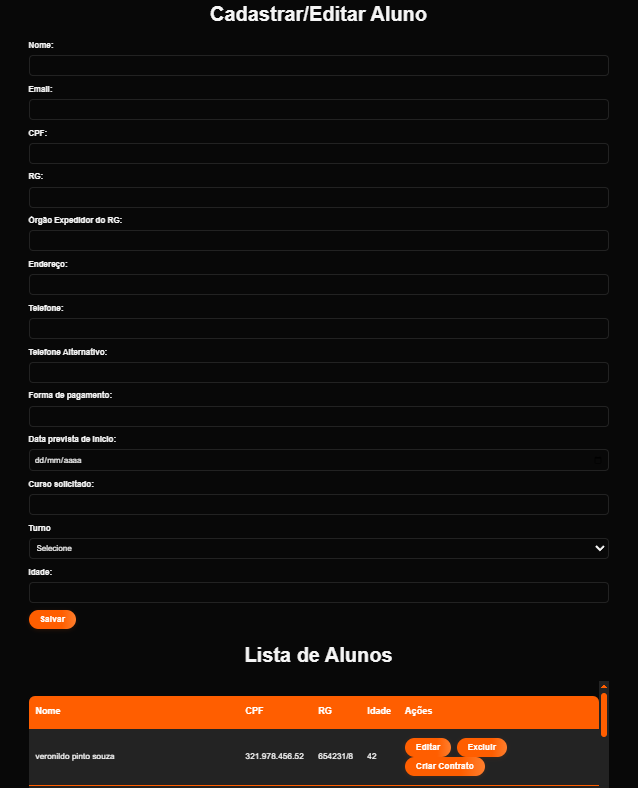 Cadastrar/Editar Aluno
Nome:
Email:
CPF:
RG:
Órgão Expedidor do RG:
Endereço:
Telefone:
Telefone Alternativo:
Forma de pagamento:
Data prevista de inicio:
dd/mm/aaaa
Curso solicitado:
Turno
Selecione
Idade:
Salvar
Lista de Alunos
Nome CPF RG Idade Ações
veronildo pinto souza 321.978.456.52 654231/8 42 Editar Excluir
Criar Contrato